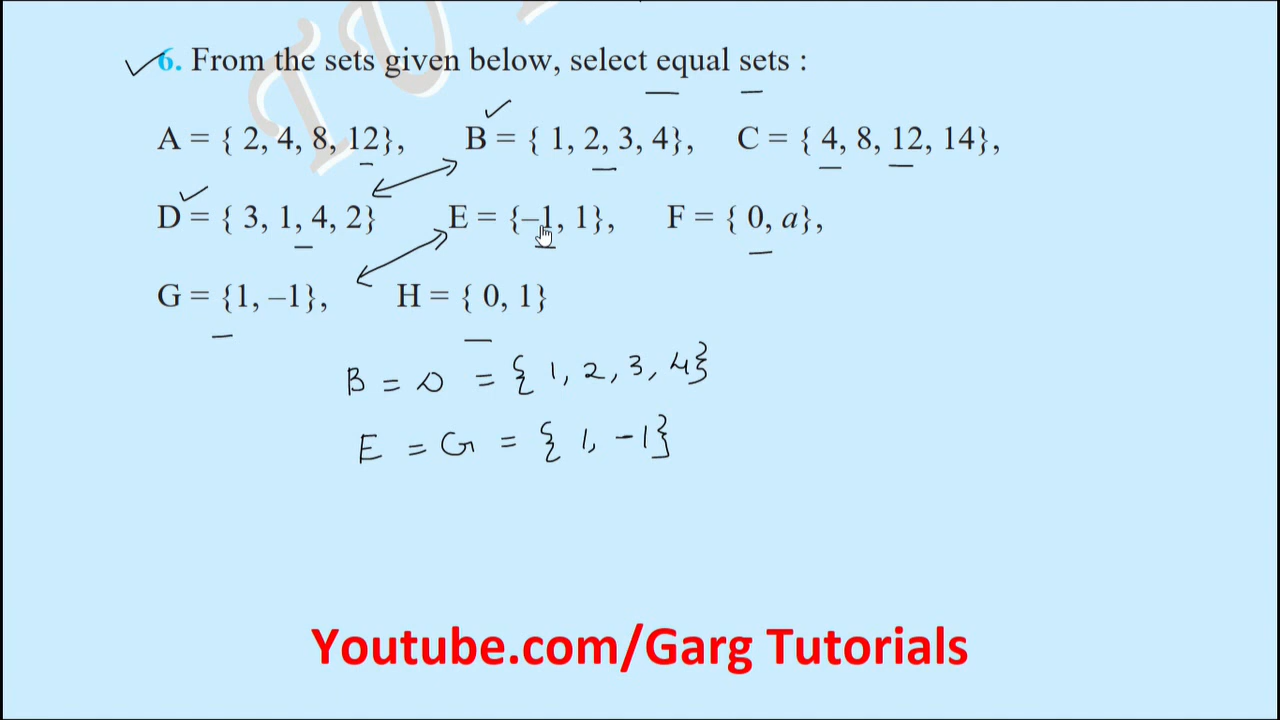 6. From the sets given below, select equal sets :
A = { 2, 4, 8, 12}, B = { 1, 2, 3, 4}, C = { 4, 8, 12, 14},
D = { 3, 1, 4, 2} E = {–1, 1}, F = { 0, a},
G = {1, –1}, H = { 0, 1}
B = D = { 1, 2, 3, 4}
E = G = { 1, -1}
Youtube.com/Garg Tutorials